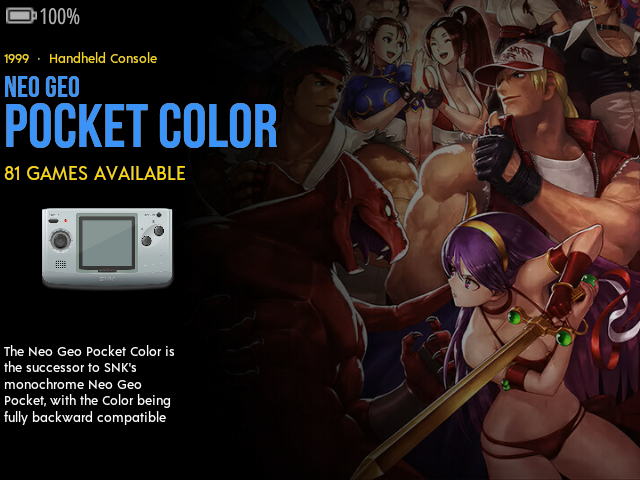 100%
1999 · Handheld Console
NEO GEO
POCKET COLOR
81 GAMES AVAILABLE
The Neo Geo Pocket Color is
the successor to SNK's
monochrome Neo Geo
Pocket, with the Color being
fully backward compatible